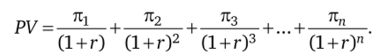 PV = π₁/(1+r) + π₂/(1+r)² + π₃/(1+r)³ + ... + πₙ/(1+r)ⁿ.